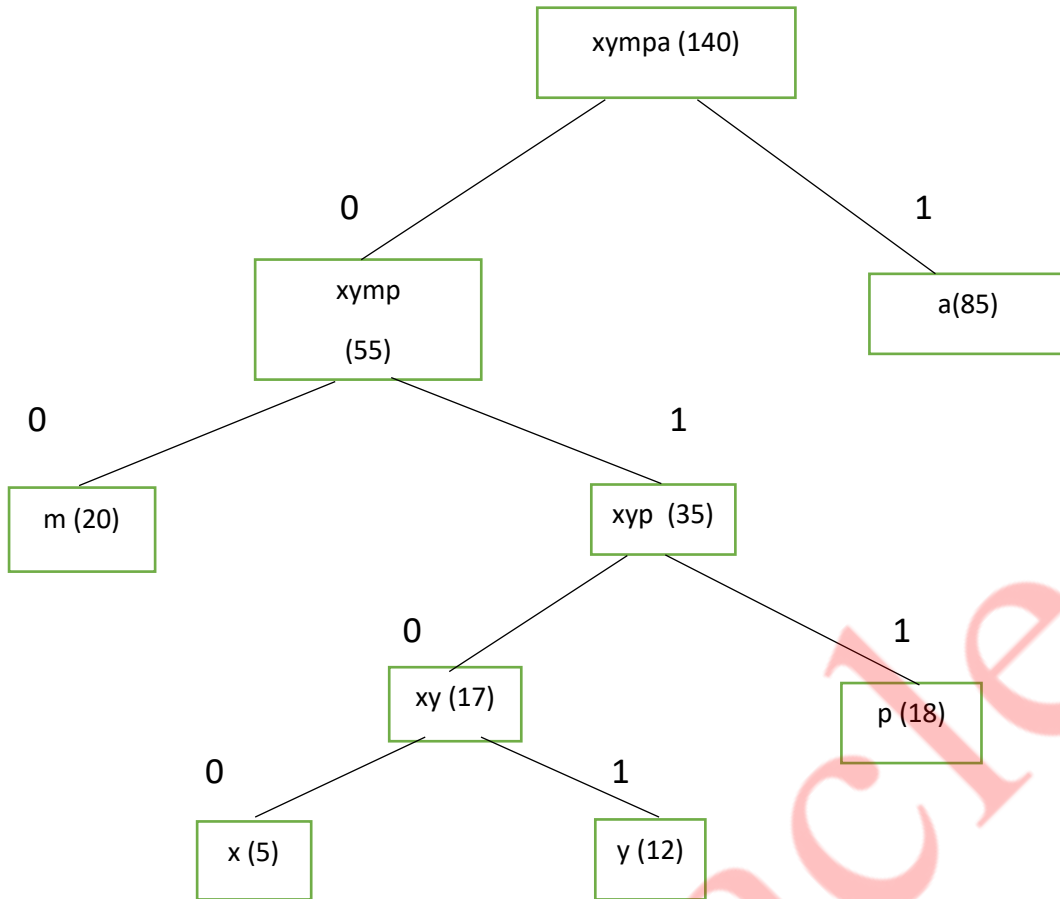 xympa (140)
0
1
xymp
(55)
a(85)
0
1
m (20)
xyp (35)
0
1
xy (17)
p (18)
0
1
x (5)
y (12)